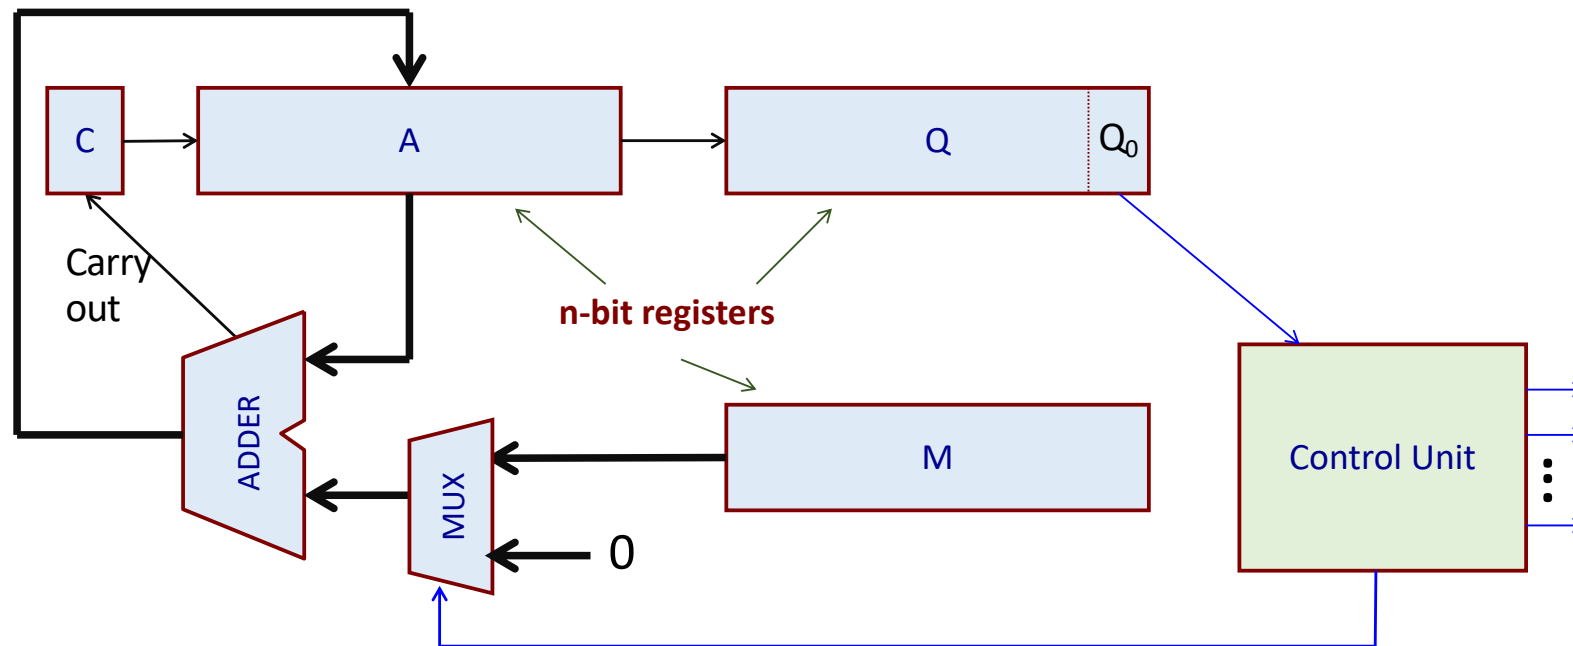 C
A
Q
Q₀
Carry
out
n-bit registers
ADDER
MUX
M
0
Control Unit